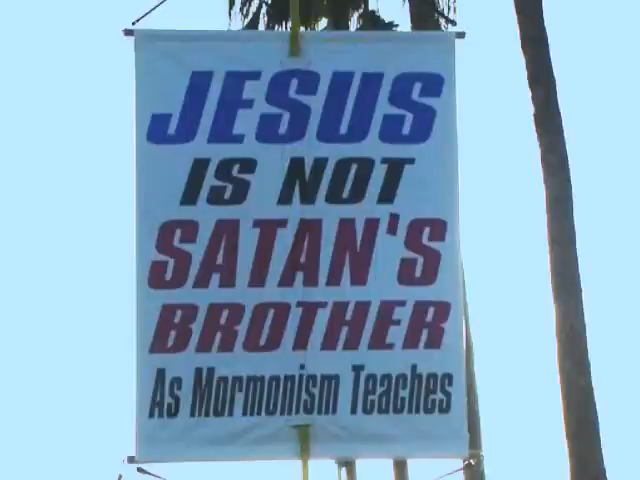 JESUS
IS NOT
SATAN'S
BROTHER
As Mormonism Teaches